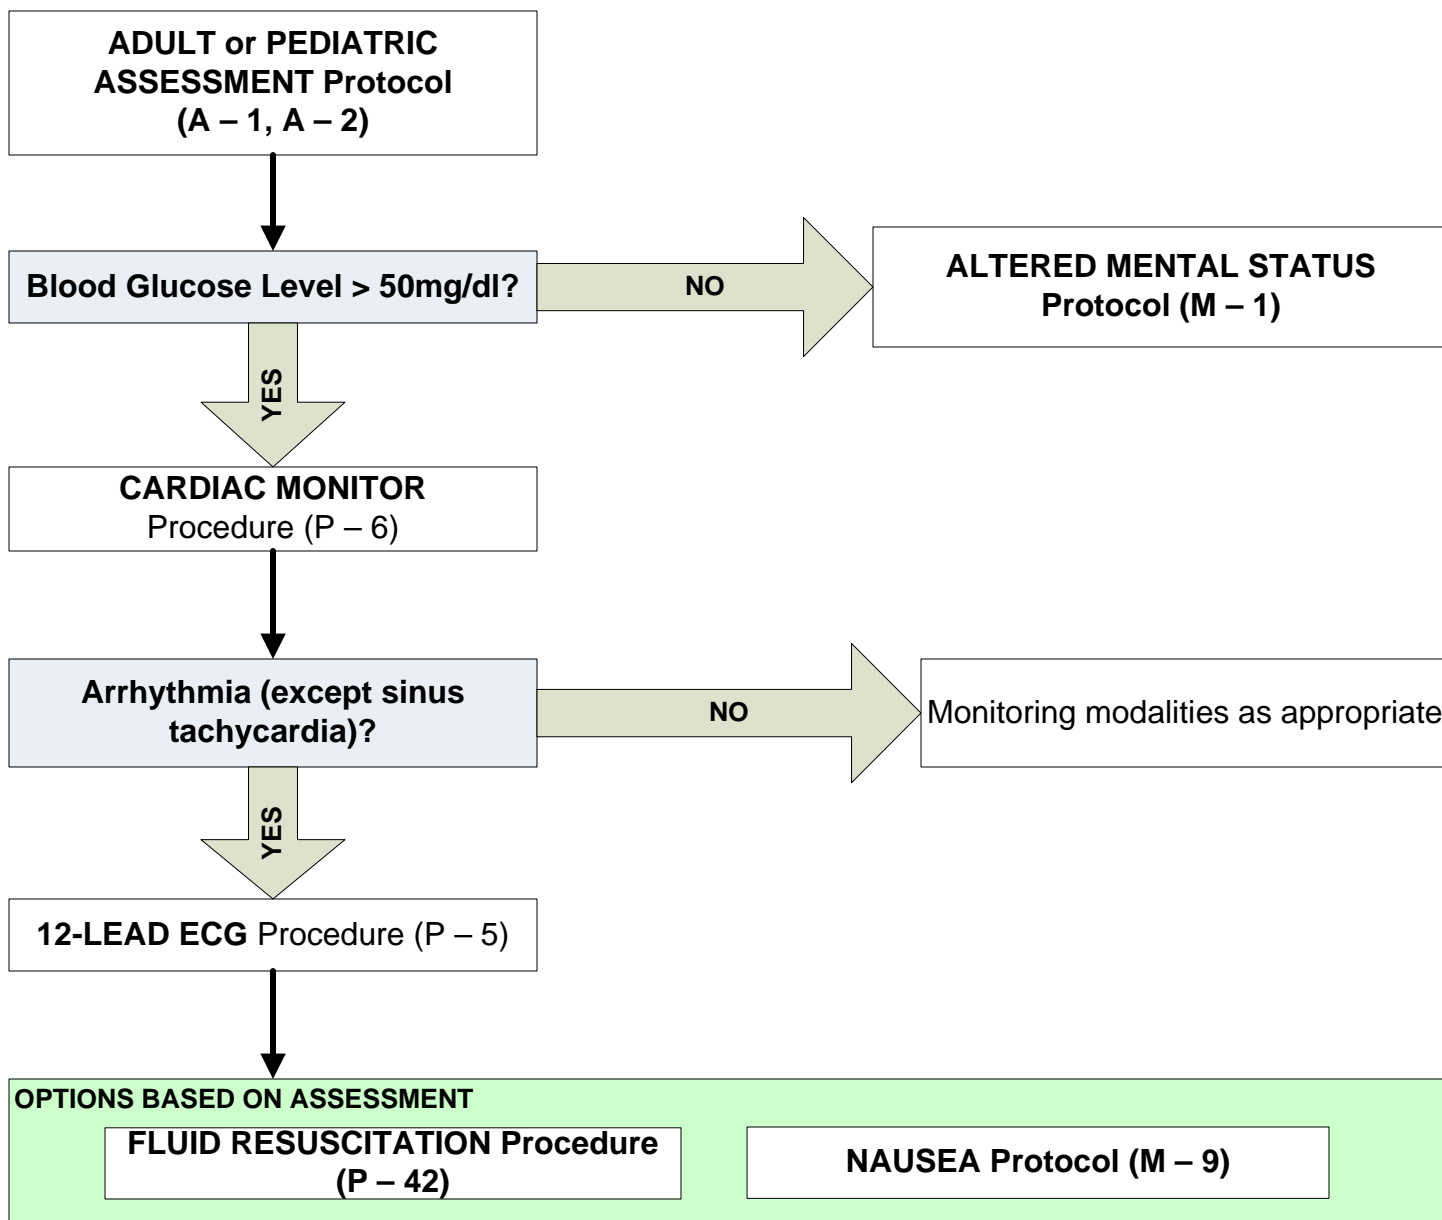 ADULT or PEDIATRIC
ASSESSMENT Protocol
(A – 1, A – 2)
Blood Glucose Level > 50mg/dl?
NO
ALTERED MENTAL STATUS
Protocol (M – 1)
YES
CARDIAC MONITOR
Procedure (P – 6)
Arrhythmia (except sinus
tachycardia)?
NO
Monitoring modalities as appropriate
YES
12-LEAD ECG Procedure (P – 5)
OPTIONS BASED ON ASSESSMENT
FLUID RESUSCITATION Procedure
(P – 42)
NAUSEA Protocol (M – 9)